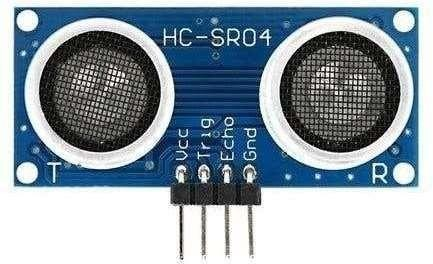 HC-SR04
Vcc
Trig
Echo
Gnd
T
R